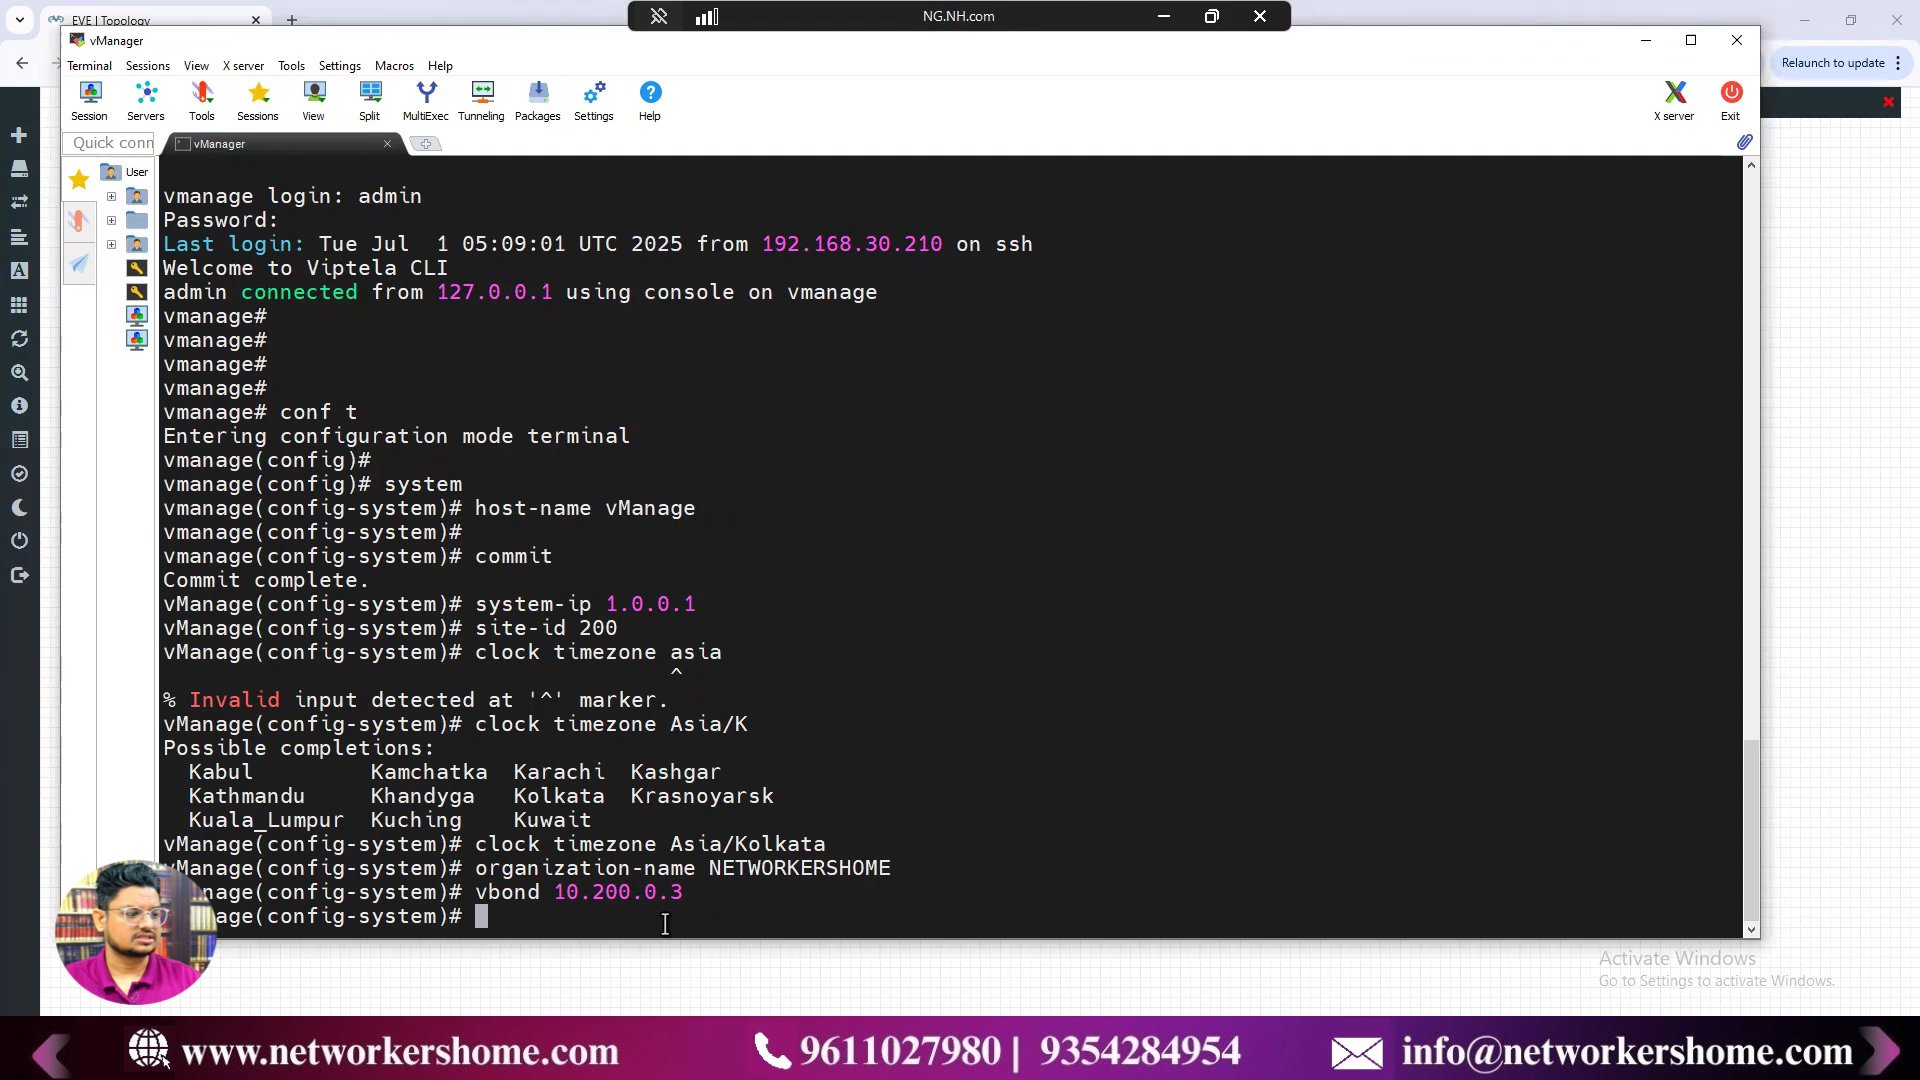 EVE | Topology
NG.NH.com
Relaunch to update
vManager
Terminal Sessions View X server Tools Settings Macros Help
Session Servers Tools Sessions View Split MultiExec Tunneling Packages Settings Help X server Exit
Quick conn
vManager
User
vmanage login: admin
Password:
Last login: Tue Jul  1 05:09:01 UTC 2025 from 192.168.30.210 on ssh
Welcome to Viptela CLI
admin connected from 127.0.0.1 using console on vmanage
vmanage#
vmanage#
vmanage#
vmanage#
vmanage# conf t
Entering configuration mode terminal
vmanage(config)#
vmanage(config)# system
vmanage(config-system)# host-name vManage
vmanage(config-system)#
vmanage(config-system)# commit
Commit complete.
vManage(config-system)# system-ip 1.0.0.1
vManage(config-system)# site-id 200
vManage(config-system)# clock timezone asia
^
% Invalid input detected at '^' marker.
vManage(config-system)# clock timezone Asia/K
Possible completions:
Kabul Kamchatka Karachi Kashgar
Kathmandu Khandyga Kolkata Krasnoyarsk
Kuala_Lumpur Kuching Kuwait
vManage(config-system)# clock timezone Asia/Kolkata
vManage(config-system)# organization-name NETWORKERSHOME
nage(config-system)# vbond 10.200.0.3
age(config-system)#
Activate Windows
Go to Settings to activate Windows.
www.networkershome.com
9611027980 | 9354284954
info@networkershome.com